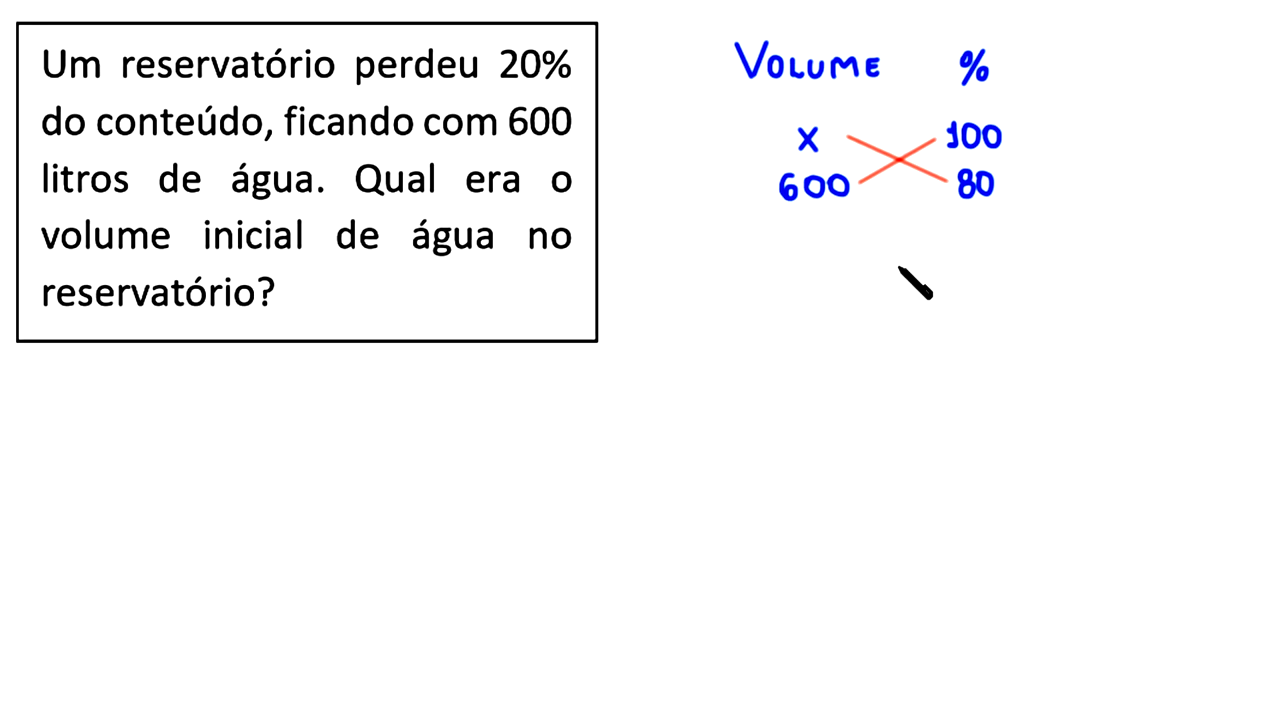 Um reservatório perdeu 20%
do conteúdo, ficando com 600
litros de água. Qual era o
volume inicial de água no
reservatório?
VOLUME %
x 100
600 80